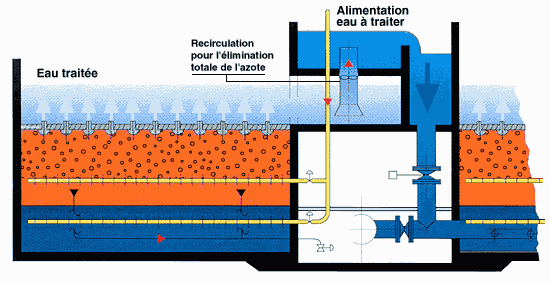 Alimentation
eau à traiter
Recirculation
pour l'élimination
totale de l'azote
Eau traitée